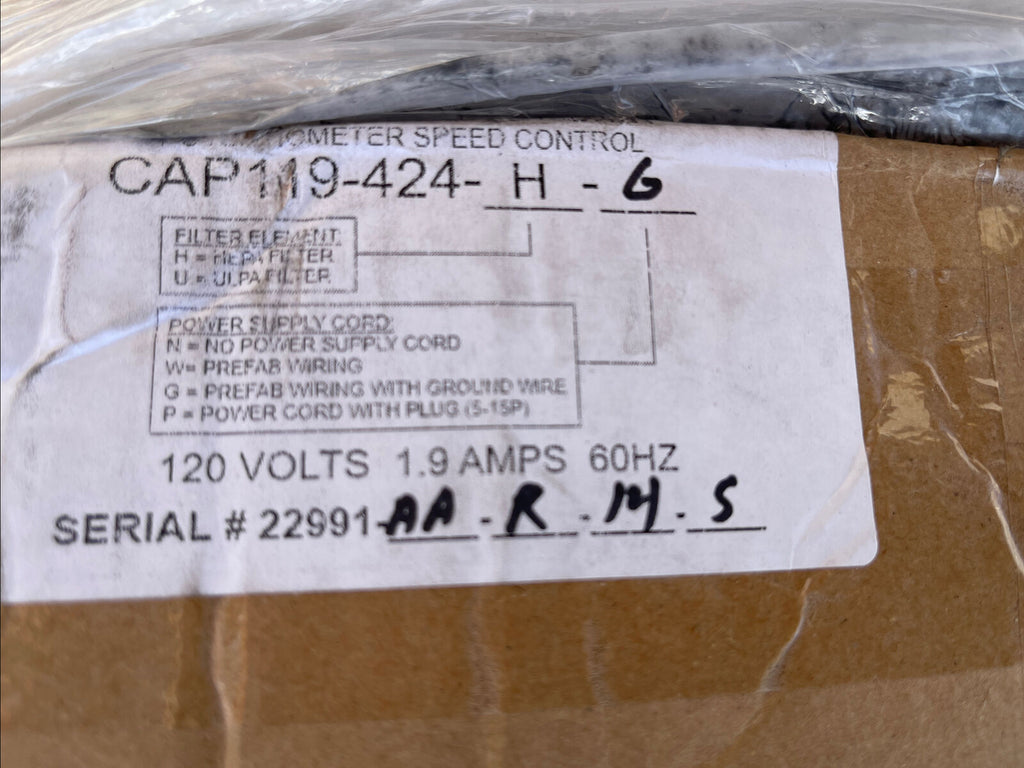 SPEED CONTROL
CAP119-424- H - G
FILTER ELEMENT:
H = HEPA FILTER
U = ULPA FILTER
POWER SUPPLY CORD:
N = NO POWER SUPPLY CORD
W= PREFAB WIRING
G = PREFAB WIRING WITH GROUND WIRE
P = POWER CORD WITH PLUG (5-15P)
120 VOLTS 1.9 AMPS 60HZ
SERIAL # 22991-AA - R - 14 - S